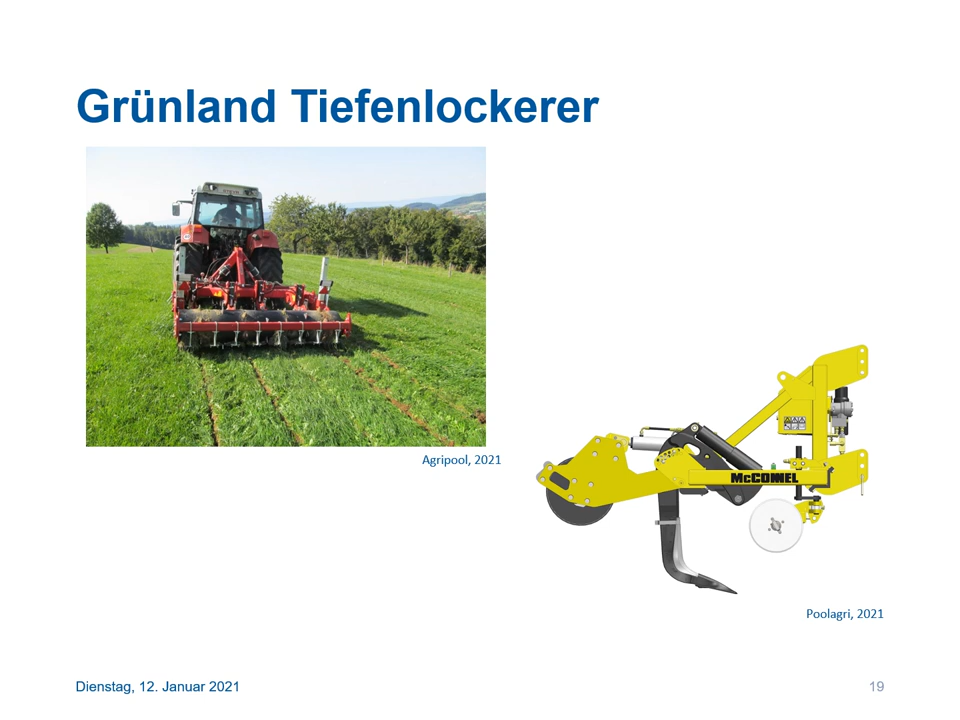 Grünland Tiefenlockerer
Agripool, 2021
McCONNEL
Poolagri, 2021
Dienstag, 12. Januar 2021
19